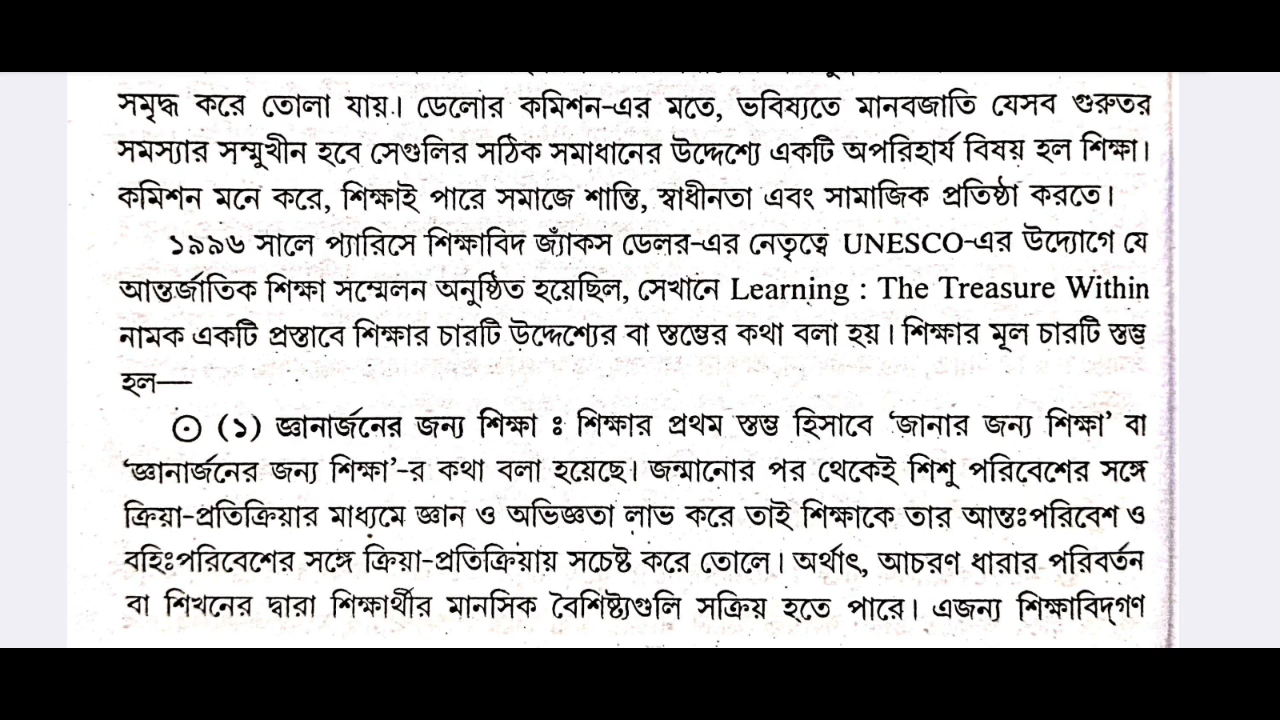 সমৃদ্ধ করে তোলা যায়। ডেলোর কমিশন-এর মতে, ভবিষ্যতে মানবজাতি যেসব গুরুতর
সমস্যার সম্মুখীন হবে সেগুলির সঠিক সমাধানের উদ্দেশ্যে একটি অপরিহার্য বিষয় হল শিক্ষা।
কমিশন মনে করে, শিক্ষাই পারে সমাজে শান্তি, স্বাধীনতা এবং সামাজিক প্রতিষ্ঠা করতে।
১৯৯৬ সালে প্যারিসে শিক্ষাবিদ জ্যাঁকস ডেলর-এর নেতৃত্বে UNESCO-এর উদ্যোগে যে
আন্তর্জাতিক শিক্ষা সম্মেলন অনুষ্ঠিত হয়েছিল, সেখানে Learning : The Treasure Within
নামক একটি প্রস্তাবে শিক্ষার চারটি উদ্দেশ্যের বা স্তম্ভের কথা বলা হয়। শিক্ষার মূল চারটি স্তম্ভ
হল—
⊙ (১) জ্ঞানার্জনের জন্য শিক্ষা ঃ শিক্ষার প্রথম স্তম্ভ হিসাবে ‘জানার জন্য শিক্ষা’ বা
‘জ্ঞানার্জনের জন্য শিক্ষা’-র কথা বলা হয়েছে। জন্মানোর পর থেকেই শিশু পরিবেশের সঙ্গে
ক্রিয়া-প্রতিক্রিয়ার মাধ্যমে জ্ঞান ও অভিজ্ঞতা লাভ করে তাই শিক্ষাকে তার আন্তঃপরিবেশ ও
বহিঃপরিবেশের সঙ্গে ক্রিয়া-প্রতিক্রিয়ায় সচেষ্ট করে তোলে। অর্থাৎ, আচরণ ধারার পরিবর্তন
বা শিখনের দ্বারা শিক্ষার্থীর মানসিক বৈশিষ্ট্যগুলি সক্রিয় হতে পারে। এজন্য শিক্ষাবিদ্‌গণ